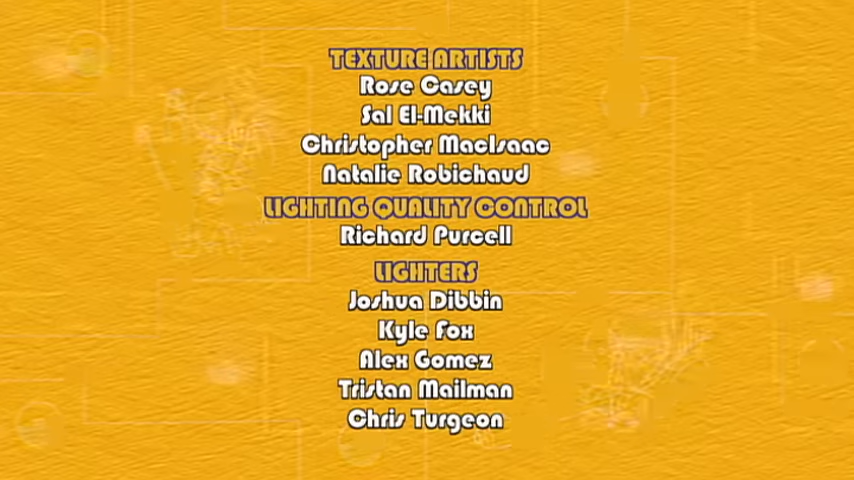 TEXTURE ARTISTS
Rose Casey
Sal El-Mekki
Christopher MacIsaac
Natalie Robichaud
LIGHTING QUALITY CONTROL
Richard Purcell
LIGHTERS
Joshua Dibbin
Kyle Fox
Alex Gomez
Tristan Mailman
Chris Turgeon